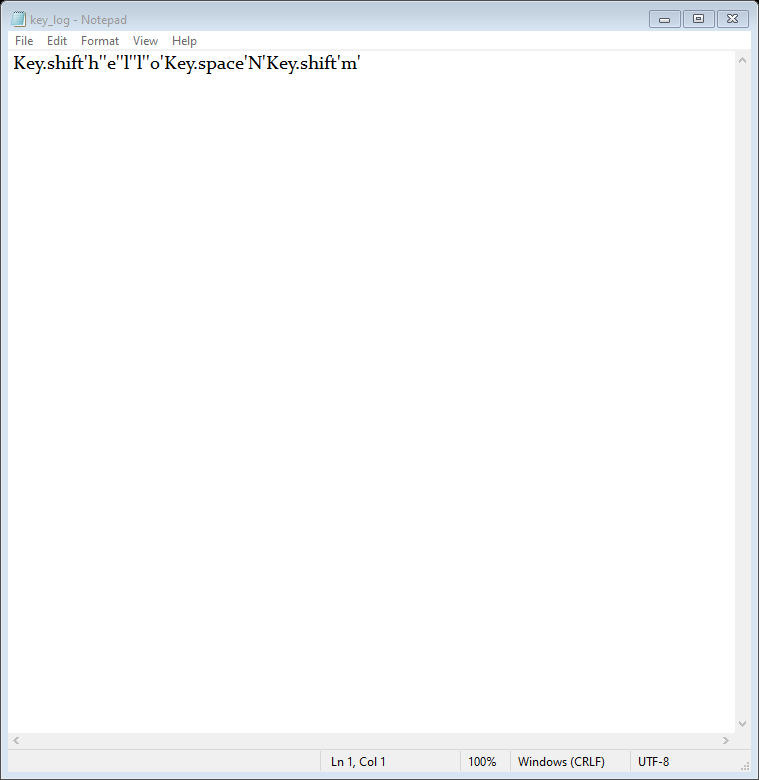 key_log - Notepad
File Edit Format View Help
Key.shift'h''e''l''l''o'Key.space'N'Key.shift'm'
Ln 1, Col 1 100% Windows (CRLF) UTF-8